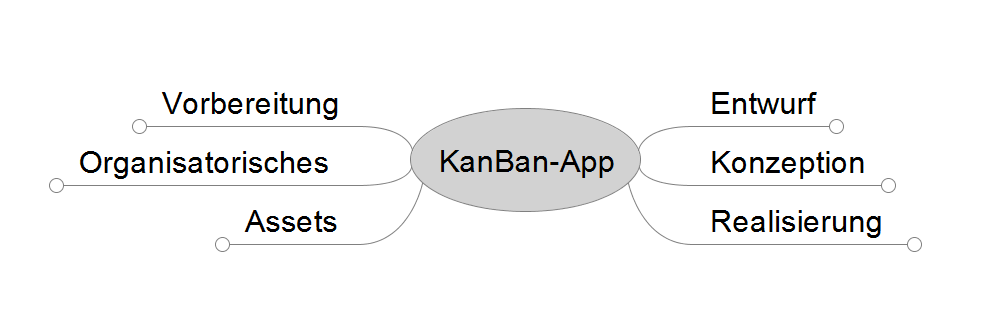 Vorbereitung
Organisatorisches
Assets
KanBan-App
Entwurf
Konzeption
Realisierung